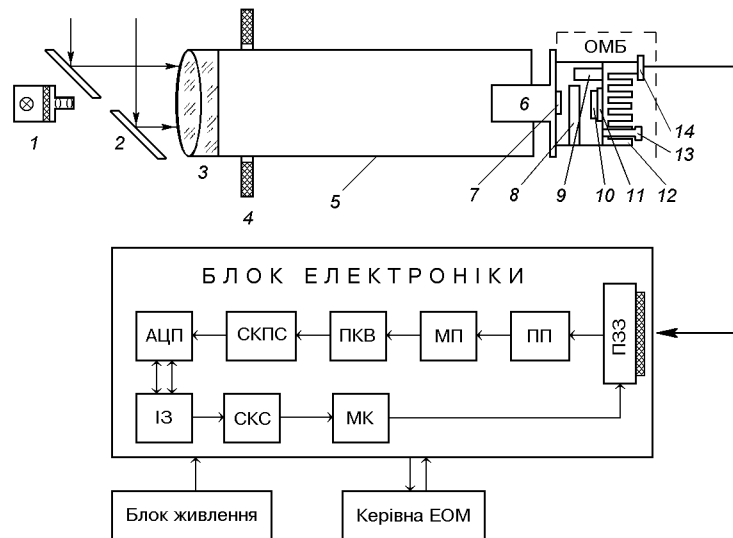 ОМБ
1
2
3
4
5
6
7
8
9
10
11
12
13
14
БЛОК ЕЛЕКТРОНІКИ
АЦП
СКПС
ПКВ
МП
ПП
ПЗЗ
ІЗ
СКС
МК
Блок живлення
Керівна ЕОМ